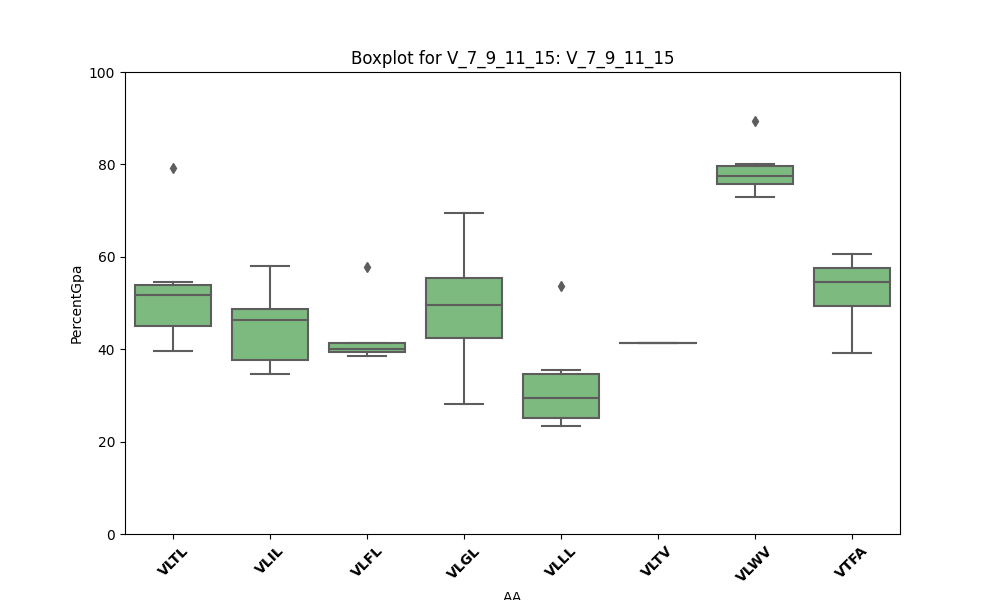 Boxplot for V_7_9_11_15: V_7_9_11_15
100
80
60
40
20
0
PercentGpa
VLTL
VLIL
VLFL
VLGL
VLLL
VLTV
VLWV
VTFA
AA